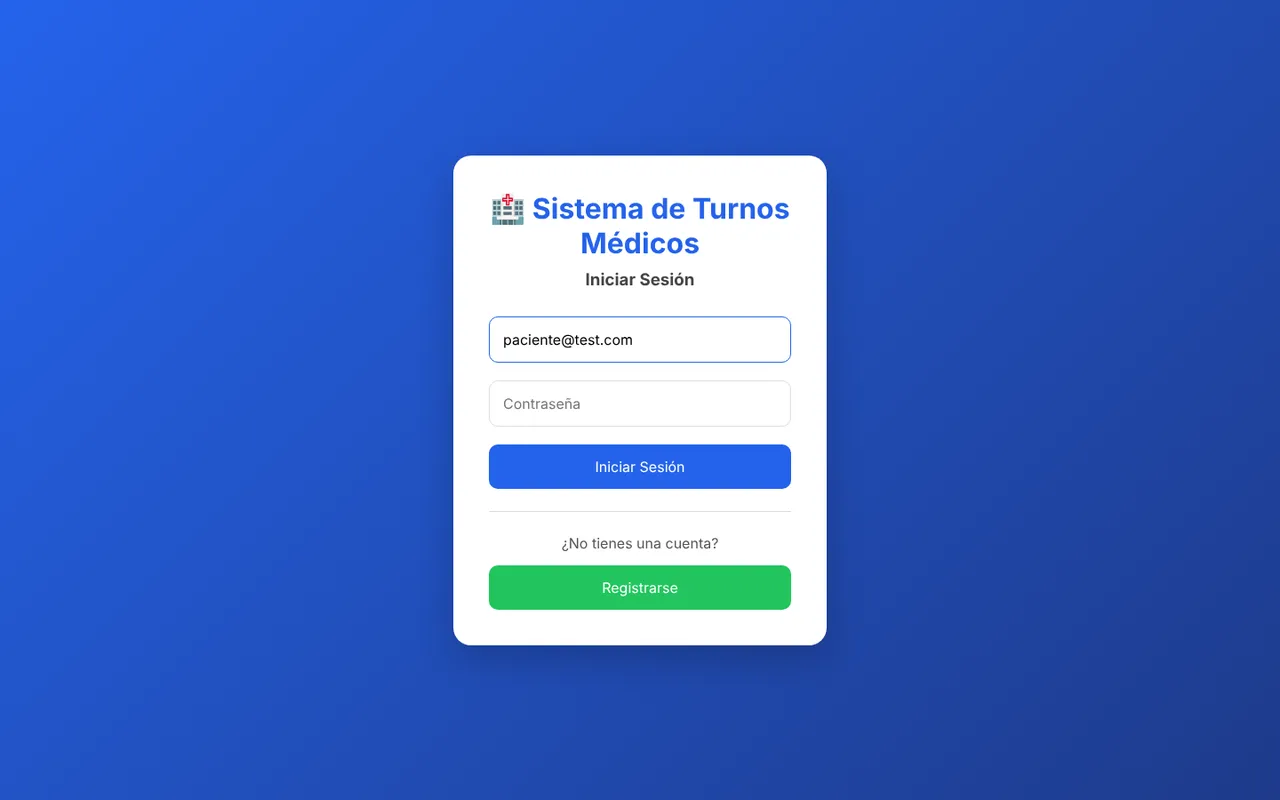 Sistema de Turnos
Médicos
Iniciar Sesión
paciente@test.com
Contraseña
Iniciar Sesión
¿No tienes una cuenta?
Registrarse